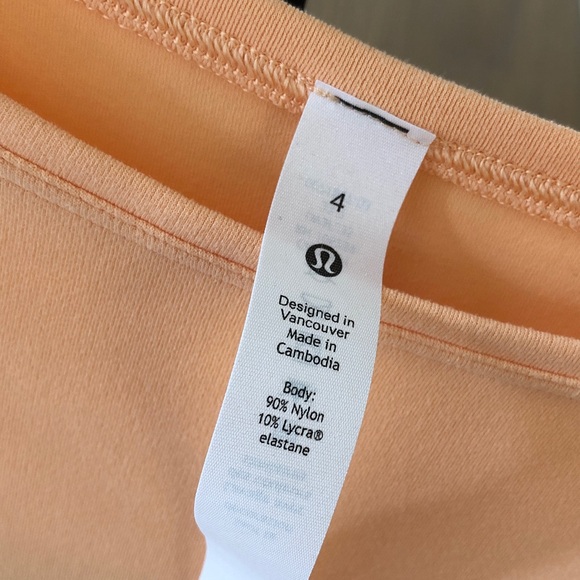 4
Designed in
Vancouver
Made in
Cambodia
Body:
90% Nylon
10% Lycra®
elastane